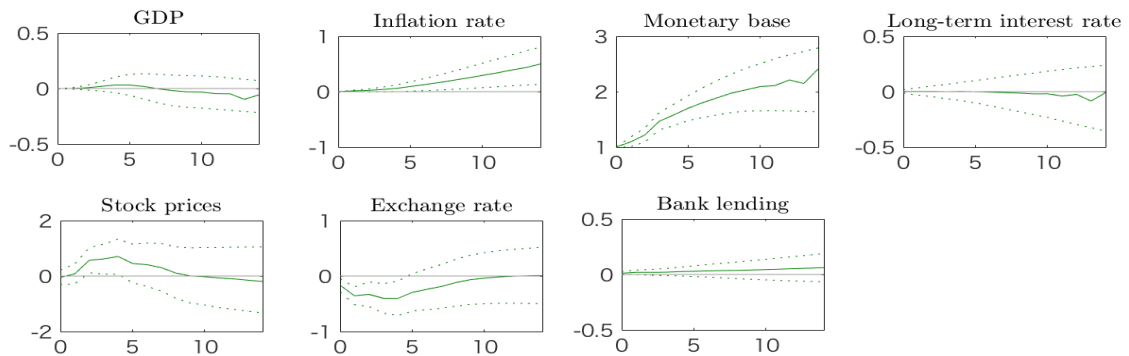 GDP
0.5
0
-0.5
0 5 10
Inflation rate
1
0
-1
0 5 10
Monetary base
3
2
1
0 5 10
Long-term interest rate
0.5
0
-0.5
0 5 10
Stock prices
2
0
-2
0 5 10
Exchange rate
1
0
-1
0 5 10
Bank lending
0.5
0
-0.5
0 5 10